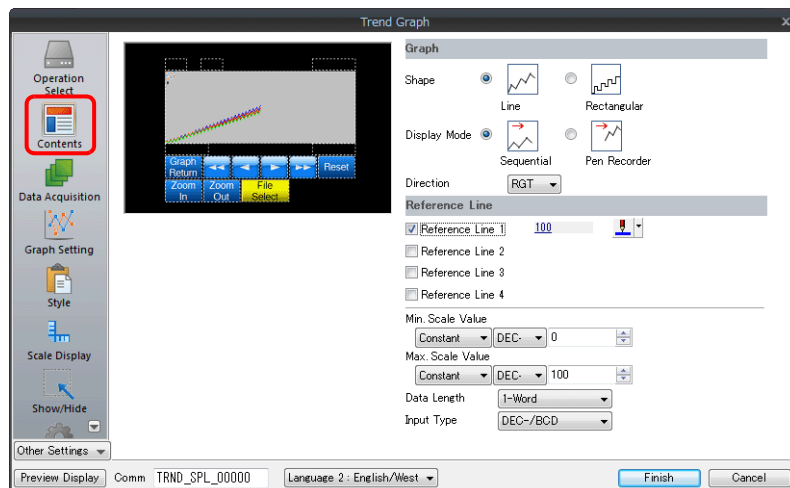 Trend Graph
x
Operation
Select
Contents
Data Acquisition
Graph Setting
Style
Scale Display
Show/Hide
Other Settings
Graph
Return
◄◄
◄
►
►►
Reset
Zoom
In
Zoom
Out
File
Select
Graph
Shape
Line
Rectangular
Display Mode
Sequential
Pen Recorder
Direction
RGT
Reference Line
Reference Line 1 100
Reference Line 2
Reference Line 3
Reference Line 4
Min. Scale Value
Constant DEC- 0
Max. Scale Value
Constant DEC- 100
Data Length 1-Word
Input Type DEC-/BCD
Preview Display Comm TRND_SPL_00000 Language 2 : English/West Finish Cancel